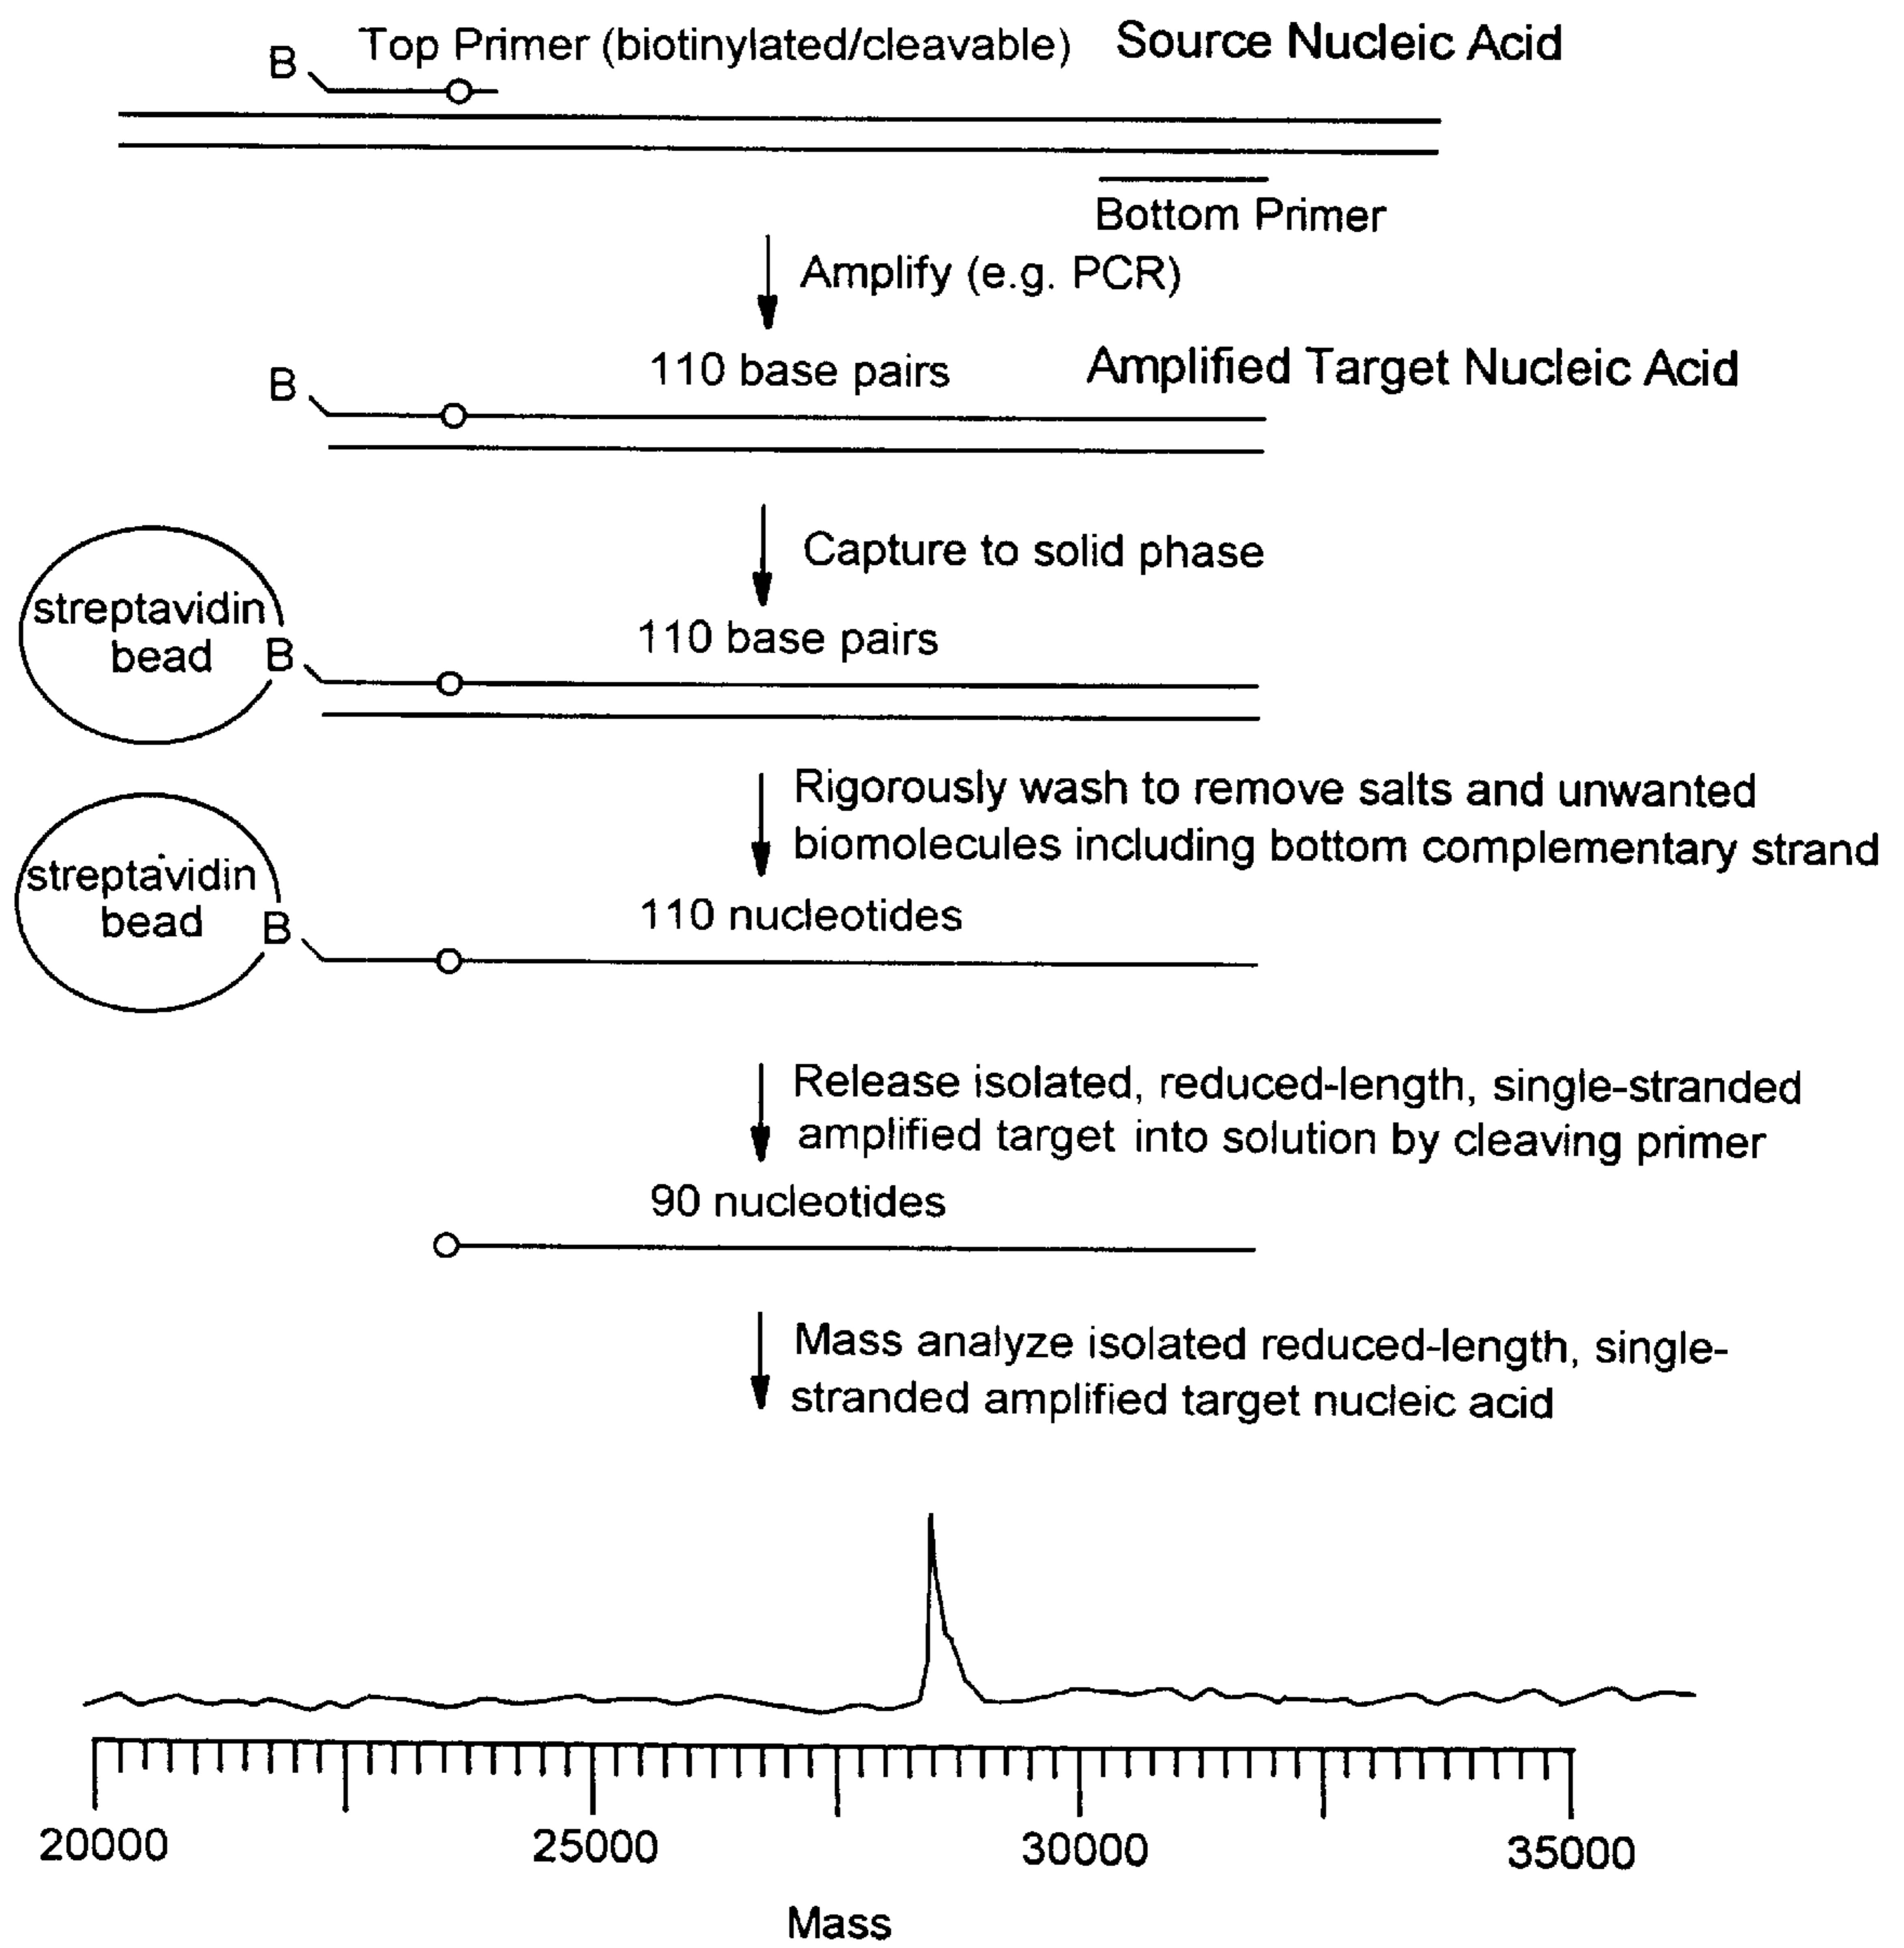 Top Primer (biotinylated/cleavable) Source Nucleic Acid
B
Bottom Primer
Amplify (e.g. PCR)
110 base pairs Amplified Target Nucleic Acid
B
Capture to solid phase
streptavidin
bead
B
110 base pairs
Rigorously wash to remove salts and unwanted
biomolecules including bottom complementary strand
streptavidin
bead
B
110 nucleotides
Release isolated, reduced-length, single-stranded
amplified target into solution by cleaving primer
90 nucleotides
Mass analyze isolated reduced-length, single-
stranded amplified target nucleic acid
20000 25000 30000 35000
Mass